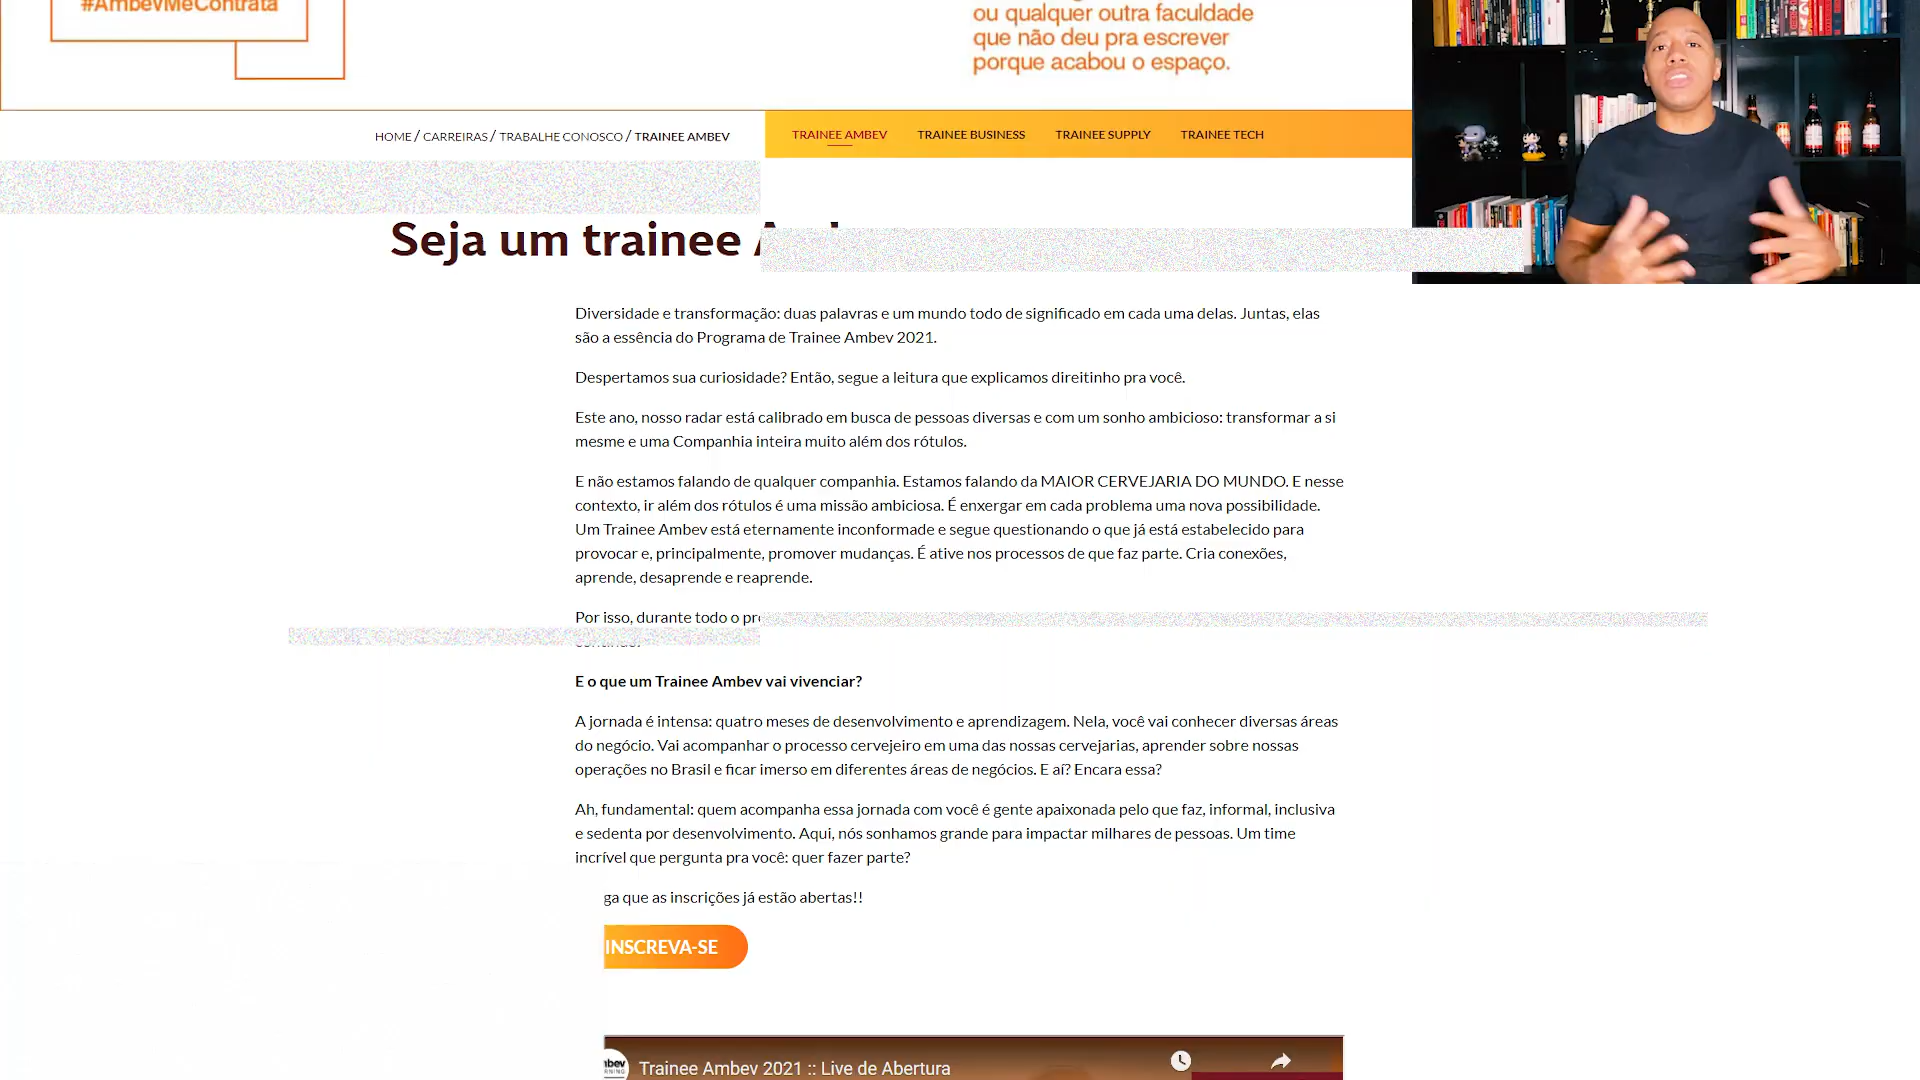 #AmbevMeContrata
ou qualquer outra faculdade
que não deu pra escrever
porque acabou o espaço.
HOME / CARREIRAS / TRABALHE CONOSCO / TRAINEE AMBEV
TRAINEE AMBEV TRAINEE BUSINESS TRAINEE SUPPLY TRAINEE TECH
Seja um trainee
Diversidade e transformação: duas palavras e um mundo todo de significado em cada uma delas. Juntas, elas
são a essência do Programa de Trainee Ambev 2021.
Despertamos sua curiosidade? Então, segue a leitura que explicamos direitinho pra você.
Este ano, nosso radar está calibrado em busca de pessoas diversas e com um sonho ambicioso: transformar a si
mesme e uma Companhia inteira muito além dos rótulos.
E não estamos falando de qualquer companhia. Estamos falando da MAIOR CERVEJARIA DO MUNDO. E nesse
contexto, ir além dos rótulos é uma missão ambiciosa. É enxergar em cada problema uma nova possibilidade.
Um Trainee Ambev está eternamente inconformade e segue questionando o que já está estabelecido para
provocar e, principalmente, promover mudanças. É ative nos processos de que faz parte. Cria conexões,
aprende, desaprende e reaprende.
Por isso, durante todo o
E o que um Trainee Ambev vai vivenciar?
A jornada é intensa: quatro meses de desenvolvimento e aprendizagem. Nela, você vai conhecer diversas áreas
do negócio. Vai acompanhar o processo cervejeiro em uma das nossas cervejarias, aprender sobre nossas
operações no Brasil e ficar imerso em diferentes áreas de negócios. E aí? Encara essa?
Ah, fundamental: quem acompanha essa jornada com você é gente apaixonada pelo que faz, informal, inclusiva
e sedenta por desenvolvimento. Aqui, nós sonhamos grande para impactar milhares de pessoas. Um time
incrível que pergunta pra você: quer fazer parte?
ga que as inscrições já estão abertas!!
INSCREVA-SE
Trainee Ambev 2021 :: Live de Abertura